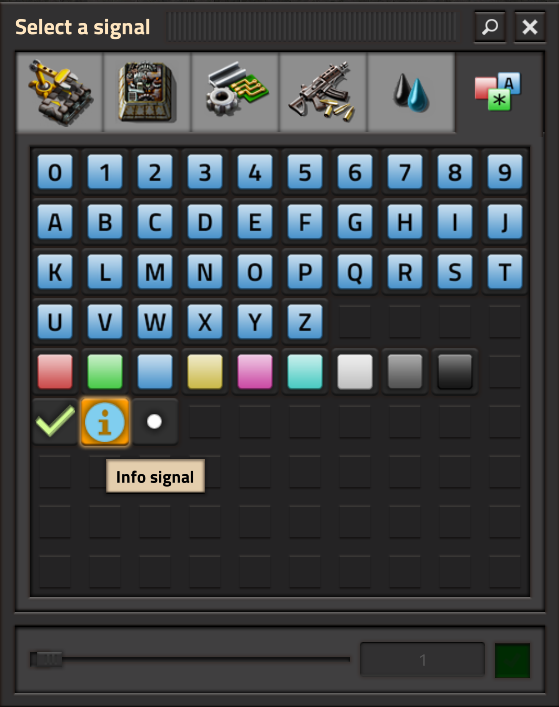 Select a signal
A
*
0 1 2 3 4 5 6 7 8 9
A B C D E F G H I J
K L M N O P Q R S T
U V W X Y Z
i
Info signal
1